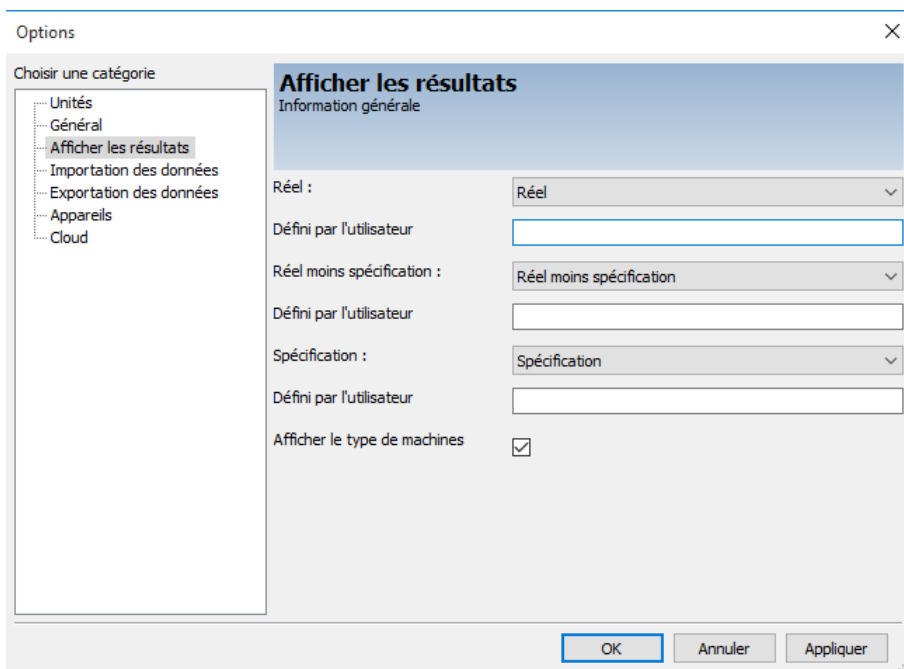 Options
Choisir une catégorie
Unités
Général
Afficher les résultats
Importation des données
Exportation des données
Appareils
Cloud
Afficher les résultats
Information générale
Réel :
Réel
Défini par l'utilisateur
Réel moins spécification :
Réel moins spécification
Défini par l'utilisateur
Spécification :
Spécification
Défini par l'utilisateur
Afficher le type de machines
OK
Annuler
Appliquer